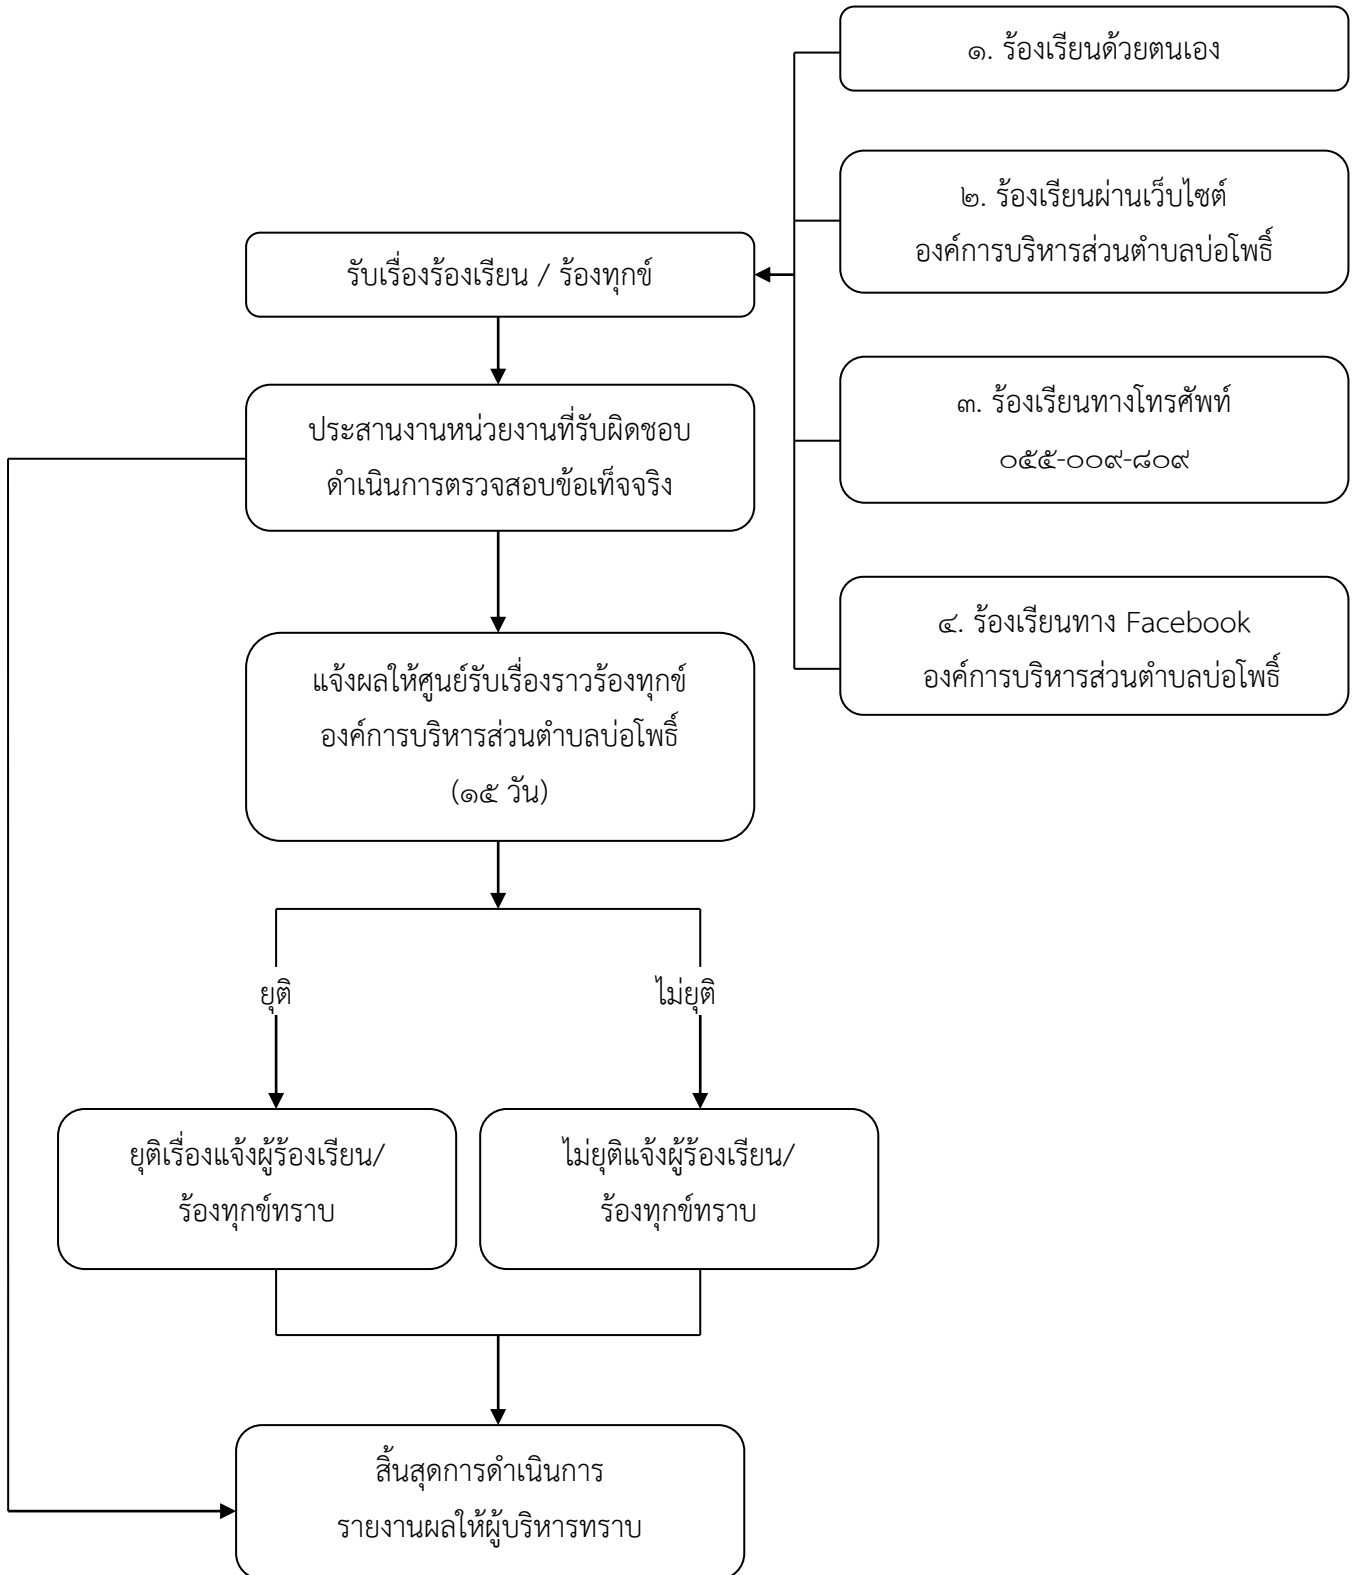 ๑. ร้องเรียนด้วยตนเอง
๒. ร้องเรียนผ่านเว็บไซต์
องค์การบริหารส่วนตำบลบ่อโพธิ์
๓. ร้องเรียนทางโทรศัพท์
๐๕๕-๐๐๙-๘๐๙
๔. ร้องเรียนทาง Facebook
องค์การบริหารส่วนตำบลบ่อโพธิ์
รับเรื่องร้องเรียน / ร้องทุกข์
ประสานงานหน่วยงานที่รับผิดชอบ
ดำเนินการตรวจสอบข้อเท็จจริง
แจ้งผลให้ศูนย์รับเรื่องราวร้องทุกข์
องค์การบริหารส่วนตำบลบ่อโพธิ์
(๑๕ วัน)
ยุติ
ไม่ยุติ
ยุติเรื่องแจ้งผู้ร้องเรียน/
ร้องทุกข์ทราบ
ไม่ยุติแจ้งผู้ร้องเรียน/
ร้องทุกข์ทราบ
สิ้นสุดการดำเนินการ
รายงานผลให้ผู้บริหารทราบ